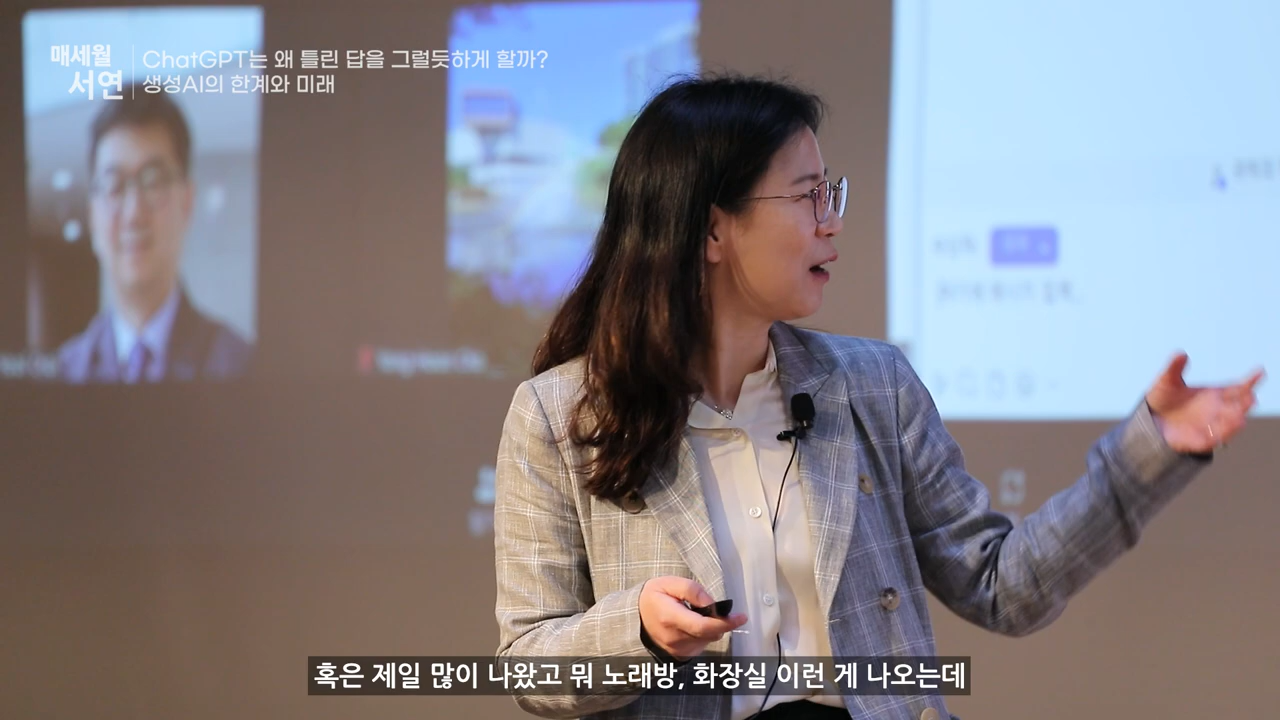 매세월
서연
ChatGPT는 왜 틀린 답을 그럴듯하게 할까?
생성AI의 한계와 미래
혹은 제일 많이 나왔고 뭐 노래방, 화장실 이런 게 나오는데